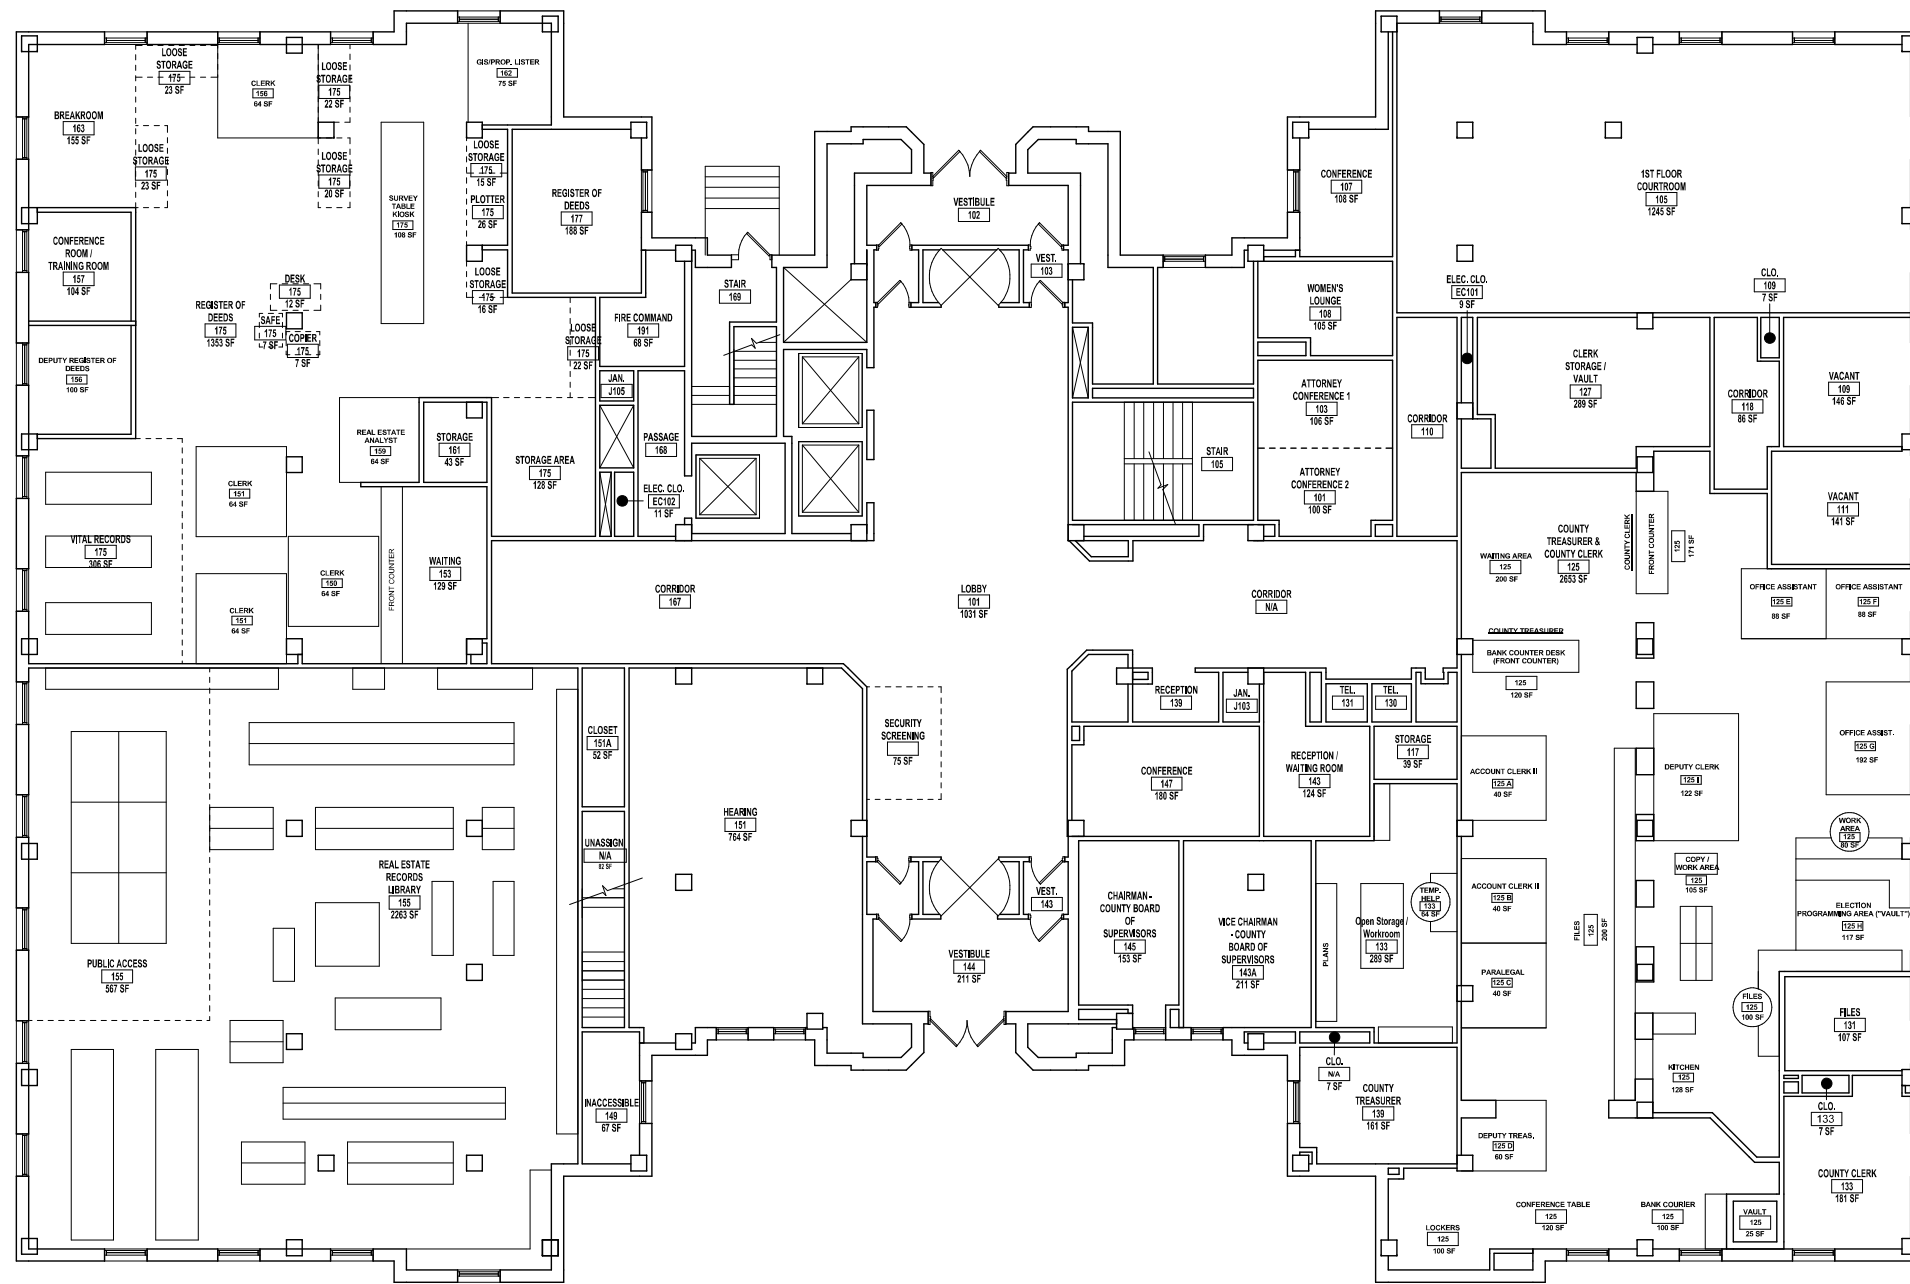 LOOSE
STORAGE
175
23 SF
CLERK
156
64 SF
LOOSE
STORAGE
175
22 SF
GIS/PROP. LISTER
162
75 SF
BREAKROOM
163
155 SF
LOOSE
STORAGE
175
23 SF
LOOSE
STORAGE
175
20 SF
SURVEY
TABLE
KIOSK
175
108 SF
LOOSE
STORAGE
175
15 SF
PLOTTER
175
26 SF
LOOSE
STORAGE
175
16 SF
REGISTER OF
DEEDS
177
188 SF
CONFERENCE
ROOM /
TRAINING ROOM
157
104 SF
REGISTER OF
DEEDS
175
1353 SF
DESK
175
12 SF
SAFE
175
7 SF
COPIER
175
7 SF
DEPUTY REGISTER OF
DEEDS
156
100 SF
LOOSE
STORAGE
175
22 SF
FIRE COMMAND
191
68 SF
STAIR
169
JAN.
J105
PASSAGE
168
ELEC. CLO.
EC102
11 SF
REAL ESTATE
ANALYST
159
64 SF
STORAGE
161
43 SF
STORAGE AREA
175
128 SF
CLERK
151
64 SF
VITAL RECORDS
175
306 SF
CLERK
150
64 SF
CLERK
151
64 SF
FRONT COUNTER
WAITING
153
129 SF
CORRIDOR
167
LOBBY
101
1031 SF
CORRIDOR
N/A
VESTIBULE
102
VEST.
103
CONFERENCE
107
108 SF
1ST FLOOR
COURTROOM
105
1245 SF
WOMEN'S
LOUNGE
108
105 SF
ELEC. CLO.
EC101
9 SF
CLO.
109
7 SF
ATTORNEY
CONFERENCE 1
103
106 SF
ATTORNEY
CONFERENCE 2
101
100 SF
STAIR
105
CORRIDOR
110
CLERK
STORAGE /
VAULT
127
289 SF
CORRIDOR
118
86 SF
VACANT
109
146 SF
VACANT
111
141 SF
WAITING AREA
125
200 SF
COUNTY
TREASURER &
COUNTY CLERK
125
2653 SF
COUNTY CLERK
FRONT COUNTER
125
171 SF
OFFICE ASSISTANT
125 E
88 SF
OFFICE ASSISTANT
125 F
88 SF
COUNTY TREASURER
BANK COUNTER DESK
(FRONT COUNTER)
125
120 SF
CLOSET
151A
52 SF
UNASSIGN
N/A
82 SF
HEARING
151
764 SF
SECURITY
SCREENING
75 SF
REAL ESTATE
RECORDS
LIBRARY
155
2263 SF
PUBLIC ACCESS
155
567 SF
INACCESSIBLE
149
67 SF
VEST.
143
VESTIBULE
144
211 SF
RECEPTION
139
JAN.
J103
TEL.
131
TEL.
130
STORAGE
117
39 SF
CONFERENCE
147
180 SF
RECEPTION /
WAITING ROOM
143
124 SF
CHAIRMAN -
COUNTY BOARD
OF
SUPERVISORS
145
153 SF
VICE CHAIRMAN
- COUNTY
BOARD OF
SUPERVISORS
143A
211 SF
PLANS
Open Storage /
Workroom
133
289 SF
TEMP.
HELP
133
64 SF
CLO.
N/A
7 SF
COUNTY
TREASURER
139
161 SF
ACCOUNT CLERK II
125 A
40 SF
ACCOUNT CLERK II
125 B
40 SF
PARALEGAL
125 C
40 SF
DEPUTY TREAS.
125 D
60 SF
FILES
125
200 SF
DEPUTY CLERK
125 I
122 SF
OFFICE ASSIST.
125 G
192 SF
WORK
AREA
125
80 SF
COPY /
WORK AREA
125
105 SF
ELECTION
PROGRAMMING AREA ("VAULT")
125 H
117 SF
FILES
125
100 SF
FILES
131
107 SF
KITCHEN
125
128 SF
CLO.
133
7 SF
COUNTY CLERK
133
181 SF
CONFERENCE TABLE
125
120 SF
BANK COURIER
125
100 SF
VAULT
125
25 SF
LOCKERS
125
100 SF